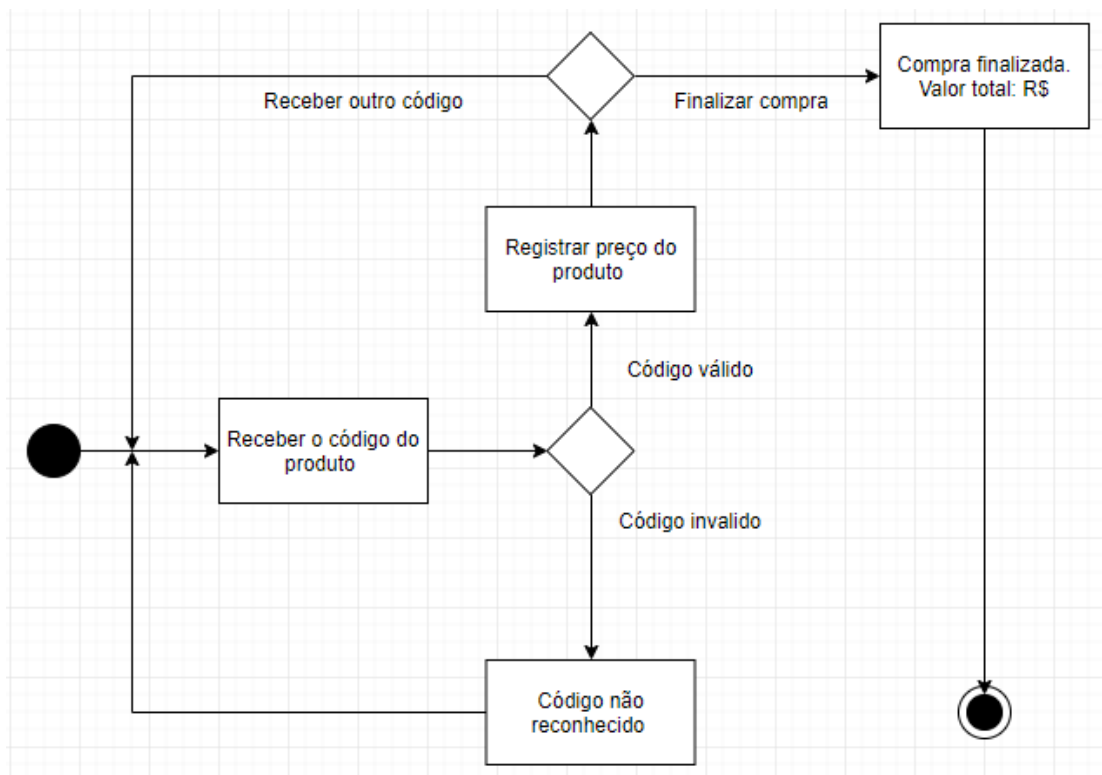 Compra finalizada.
Valor total: R$
Receber outro código
Finalizar compra
Registrar preço do
produto
Código válido
Receber o código do
produto
Código invalido
Código não
reconhecido